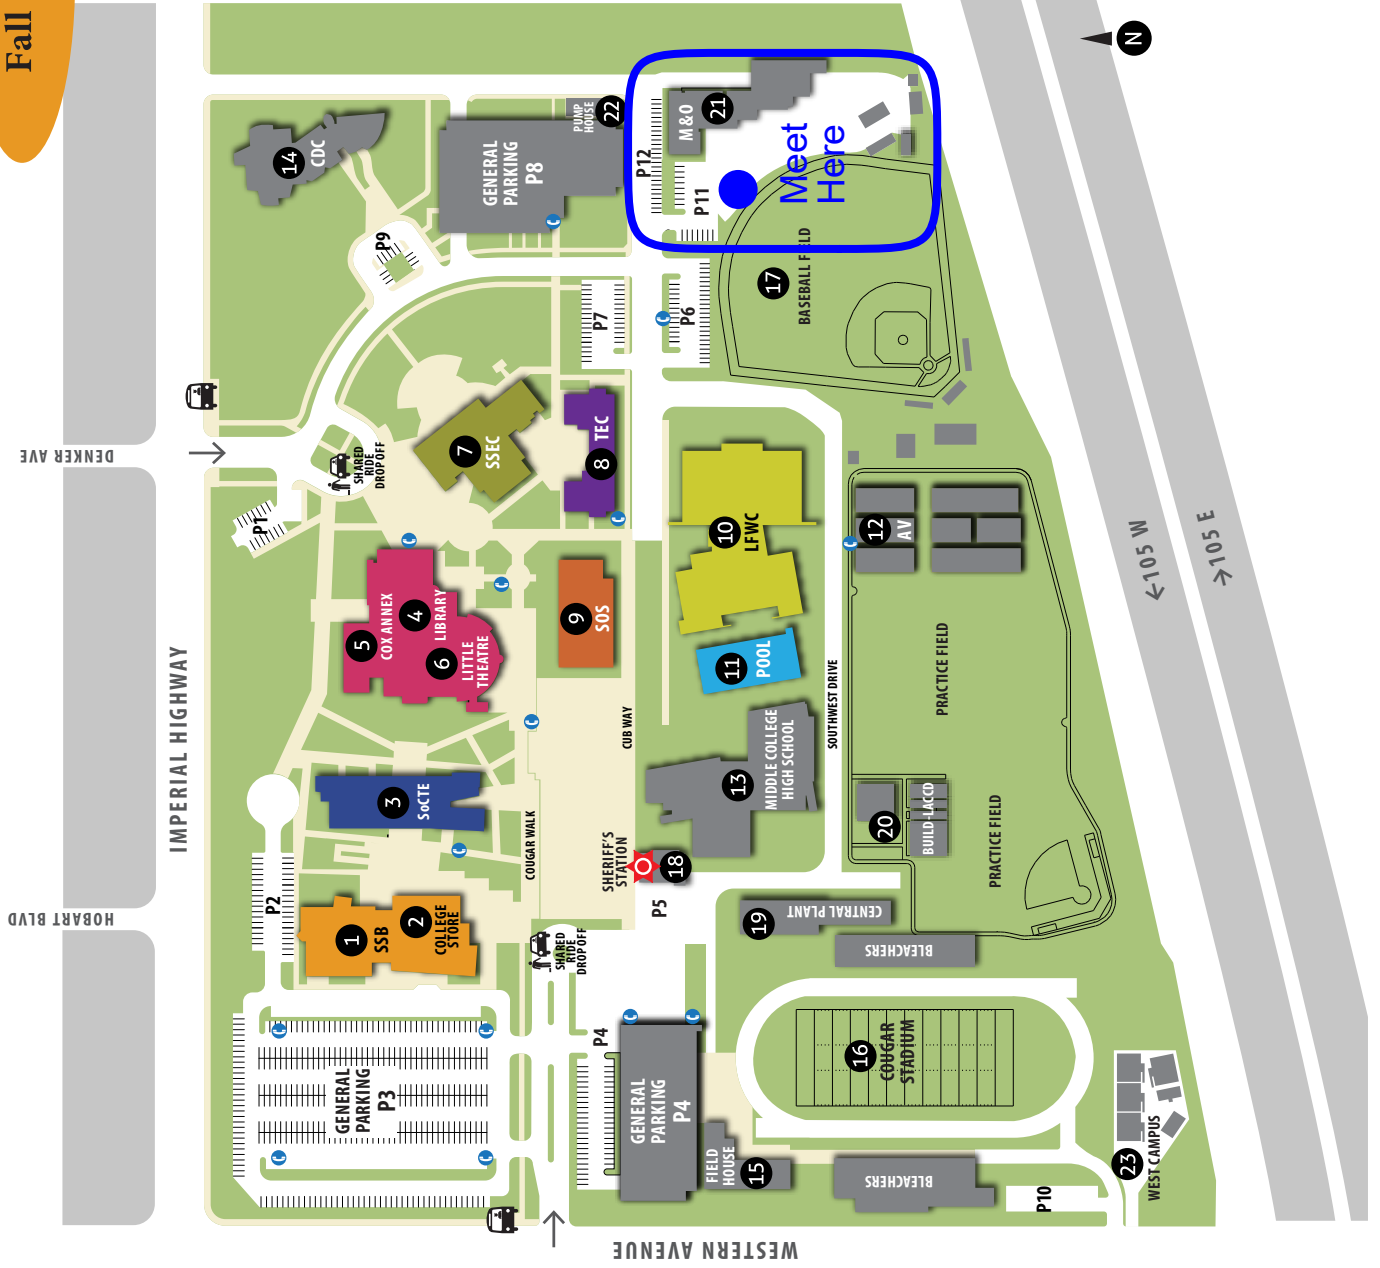 Fall
IMPERIAL HIGHWAY
DENKER AVE
HOBART BLVD
WESTERN AVENUE
N
←105 W
→105 E
14
CDC
P9
GENERAL
PARKING
P8
PUMP
HOUSE
22
P12
M&O
21
P11
Meet
Here
17
BASEBALL FIELD
P7
P6
SHARED
RIDE
DROP OFF
P1
7
SSEC
8
TEC
10
LFWC
12
AV
5
COX ANNEX
4
LIBRARY
6
LITTLE
THEATRE
9
SOS
11
POOL
CUB WAY
SOUTHWEST DRIVE
PRACTICE FIELD
13
MIDDLE COLLEGE
HIGH SCHOOL
3
SoCTE
COUGAR WALK
SHERIFF'S
STATION
18
20
BUILD-LACCD
PRACTICE FIELD
P2
1
SSB
2
COLLEGE
STORE
SHARED
RIDE
DROP OFF
P5
19
CENTRAL PLANT
BLEACHERS
GENERAL
PARKING
P3
P4
GENERAL
PARKING
P4
16
COUGAR
STADIUM
FIELD
HOUSE
15
BLEACHERS
P10
23
WEST CAMPUS